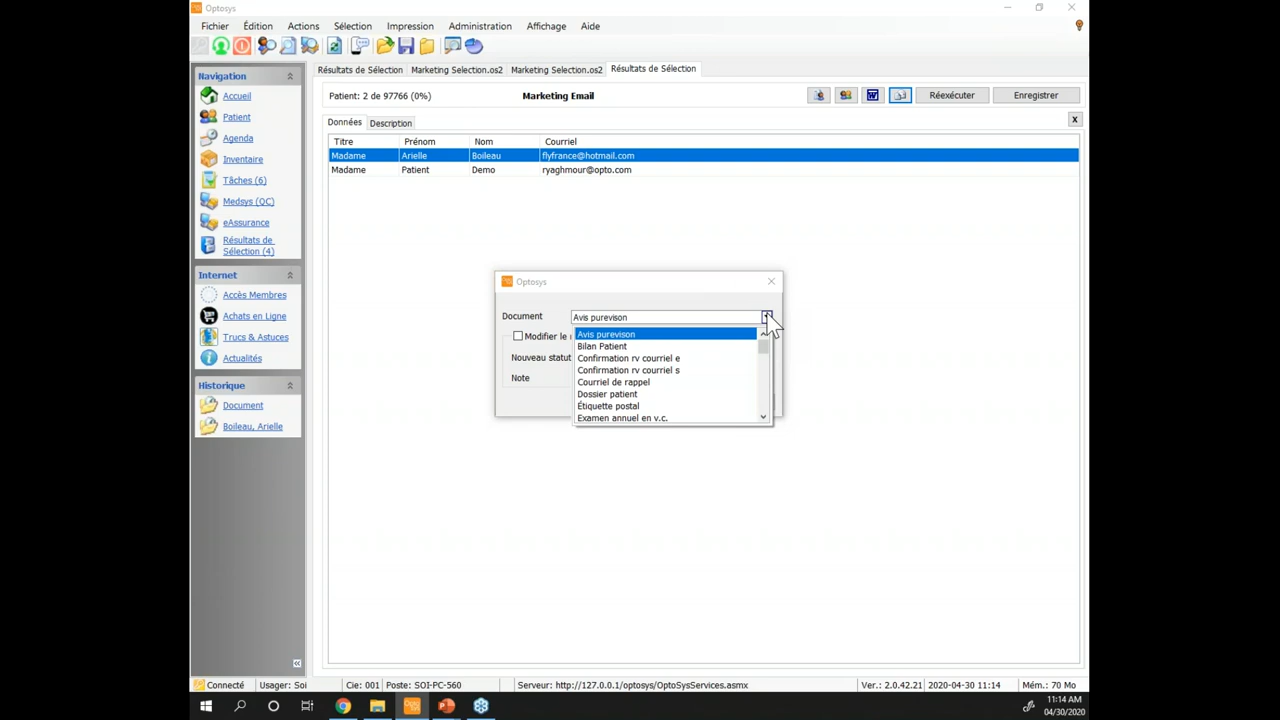 Optosys
Fichier Édition Actions Sélection Impression Administration Affichage Aide
Résultats de Sélection Marketing Selection.os2 Marketing Selection.os2 Résultats de Sélection
Patient: 2 de 97766 (0%) Marketing Email Réexécuter Enregistrer
Données Description x
Titre Prénom Nom Courriel
Madame Arielle Boileau flyfrance@hotmail.com
Madame Patient Demo ryaghmour@opto.com
Navigation
Accueil
Patient
Agenda
Inventaire
Tâches (6)
Medsys (QC)
eAssurance
Résultats de
Sélection (4)
Internet
Accès Membres
Achats en Ligne
Trucs & Astuces
Actualités
Historique
Document
Boileau, Arielle
Optosys
Document Avis purevison
Modifier le
Nouveau statut
Note
Avis purevison
Bilan Patient
Confirmation rv courriel e
Confirmation rv courriel s
Courriel de rappel
Dossier patient
Étiquette postal
Examen annuel en v.c.
Connecté Usager: Soi Cie: 001 Poste: SOI-PC-560 Serveur: http://127.0.0.1/optosys/OptoSysServices.asmx Ver.: 2.0.42.21 2020-04-30 11:14 Mém.: 70 Mo
11:14 AM
04/30/2020